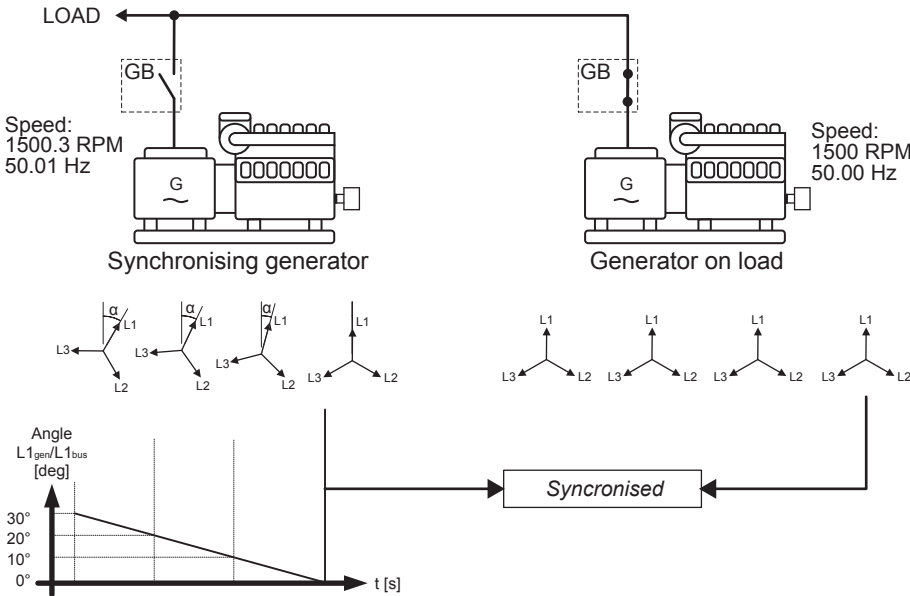 LOAD
GB
GB
Speed:
1500.3 RPM
50.01 Hz
Speed:
1500 RPM
50.00 Hz
G
G
Synchronising generator
Generator on load
α
L1
L3
L2
α
L1
L3
L2
α
L1
L3
L2
L1
L3
L2
L1
L3
L2
L1
L3
L2
L1
L3
L2
L1
L3
L2
Angle
L1gen/L1bus
[deg]
30°
20°
10°
0°
t [s]
Syncronised